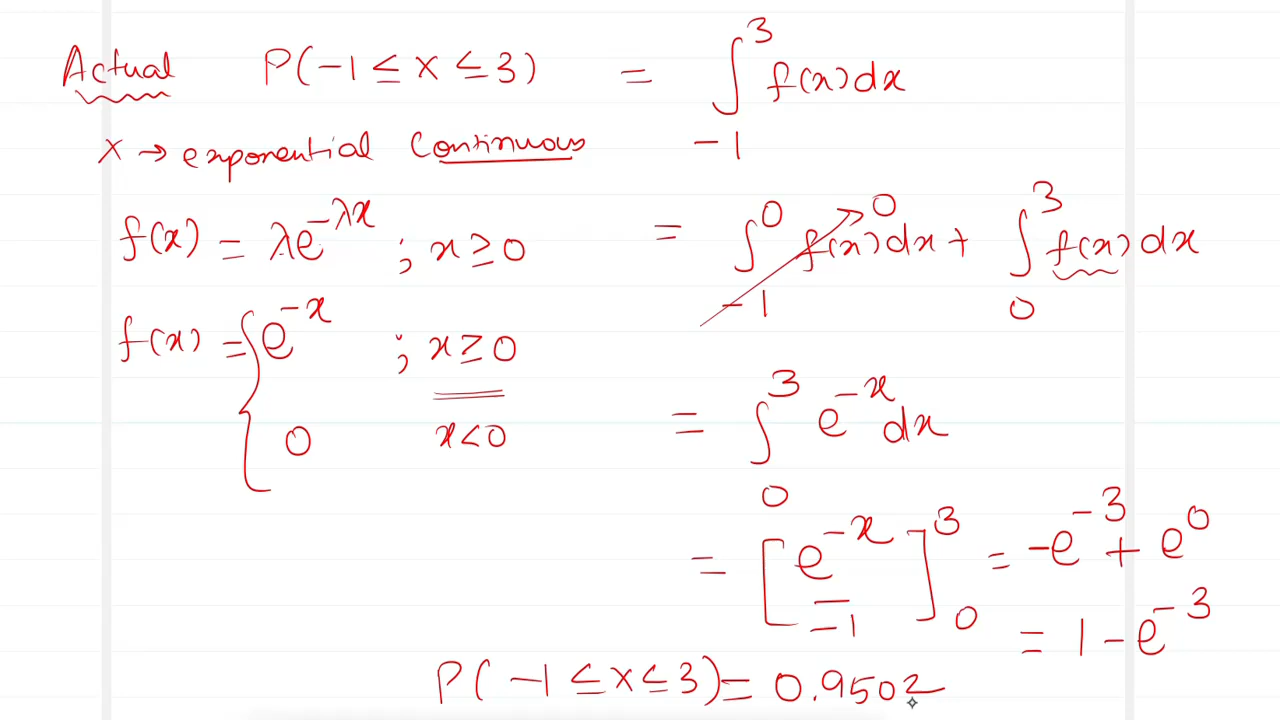 Actual P(-1 ≤ X ≤ 3) = ∫_{-1}^{3} f(x)dx
X → exponential Continuous
f(x) = λe^{-λx} ; x ≥ 0
= ∫_{-1}^{0} f(x)dx → 0 + ∫_{0}^{3} f(x)dx
f(x) = { e^{-x} ; x ≥ 0
0 x < 0
= ∫_{0}^{3} e^{-x} dx
= [e^{-x}/-1]_{0}^{3} = -e^{-3} + e^{0}
= 1 - e^{-3}
P(-1 ≤ X ≤ 3) = 0.9502